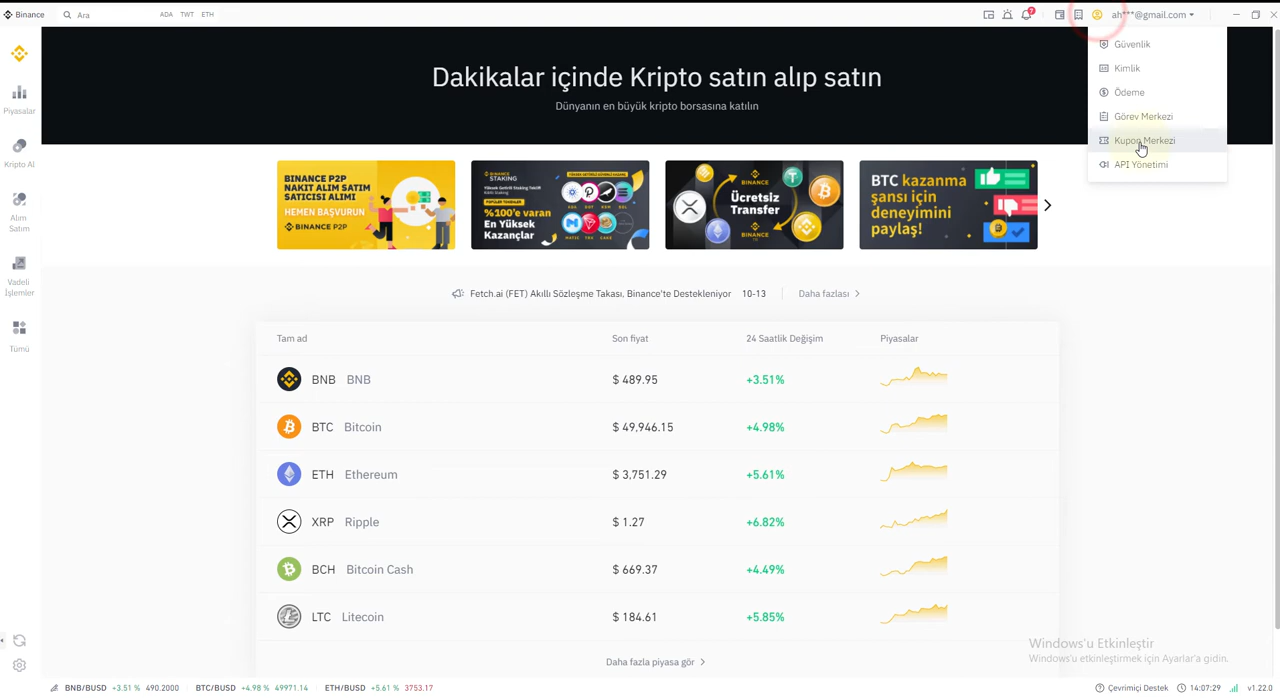 Binance
Ara
ADA TWT ETH
7
ah***@gmail.com
Güvenlik
Kimlik
Ödeme
Görev Merkezi
Kupon Merkezi
API Yönetimi
Piyasalar
Kripto Al
Alım
Satım
Vadeli
İşlemler
Tümü
Dakikalar içinde Kripto satın alıp satın
Dünyanın en büyük kripto borsasına katılın
BINANCE P2P
NAKİT ALIM SATIM
SATICISI ALIMI
HEMEN BAŞVURUN
BINANCE P2P
BINANCE
STAKING
%100'e varan
En Yüksek
Kazançlar
BINANCE
Ücretsiz
Transfer
BINANCE
BTC kazanma
şansı için
deneyimini
paylaş!
Fetch.ai (FET) Akıllı Sözleşme Takası, Binance'te Destekleniyor 10-13 Daha fazlası
Tam ad Son fiyat 24 Saatlik Değişim Piyasalar
BNB BNB $ 489.95 +3.51%
BTC Bitcoin $ 49,946.15 +4.98%
ETH Ethereum $ 3,751.29 +5.61%
XRP Ripple $ 1.27 +6.82%
BCH Bitcoin Cash $ 669.37 +4.49%
LTC Litecoin $ 184.61 +5.85%
Daha fazla piyasa gör
Windows'u Etkinleştir
Windows'u etkinleştirmek için Ayarlar'a gidin.
BNB/BUSD +3.51 % 490.2000 BTC/BUSD +4.98 % 49971.14 ETH/BUSD +5.61 % 3753.17 Çevrimiçi Destek 14:07:29 v1.22.0